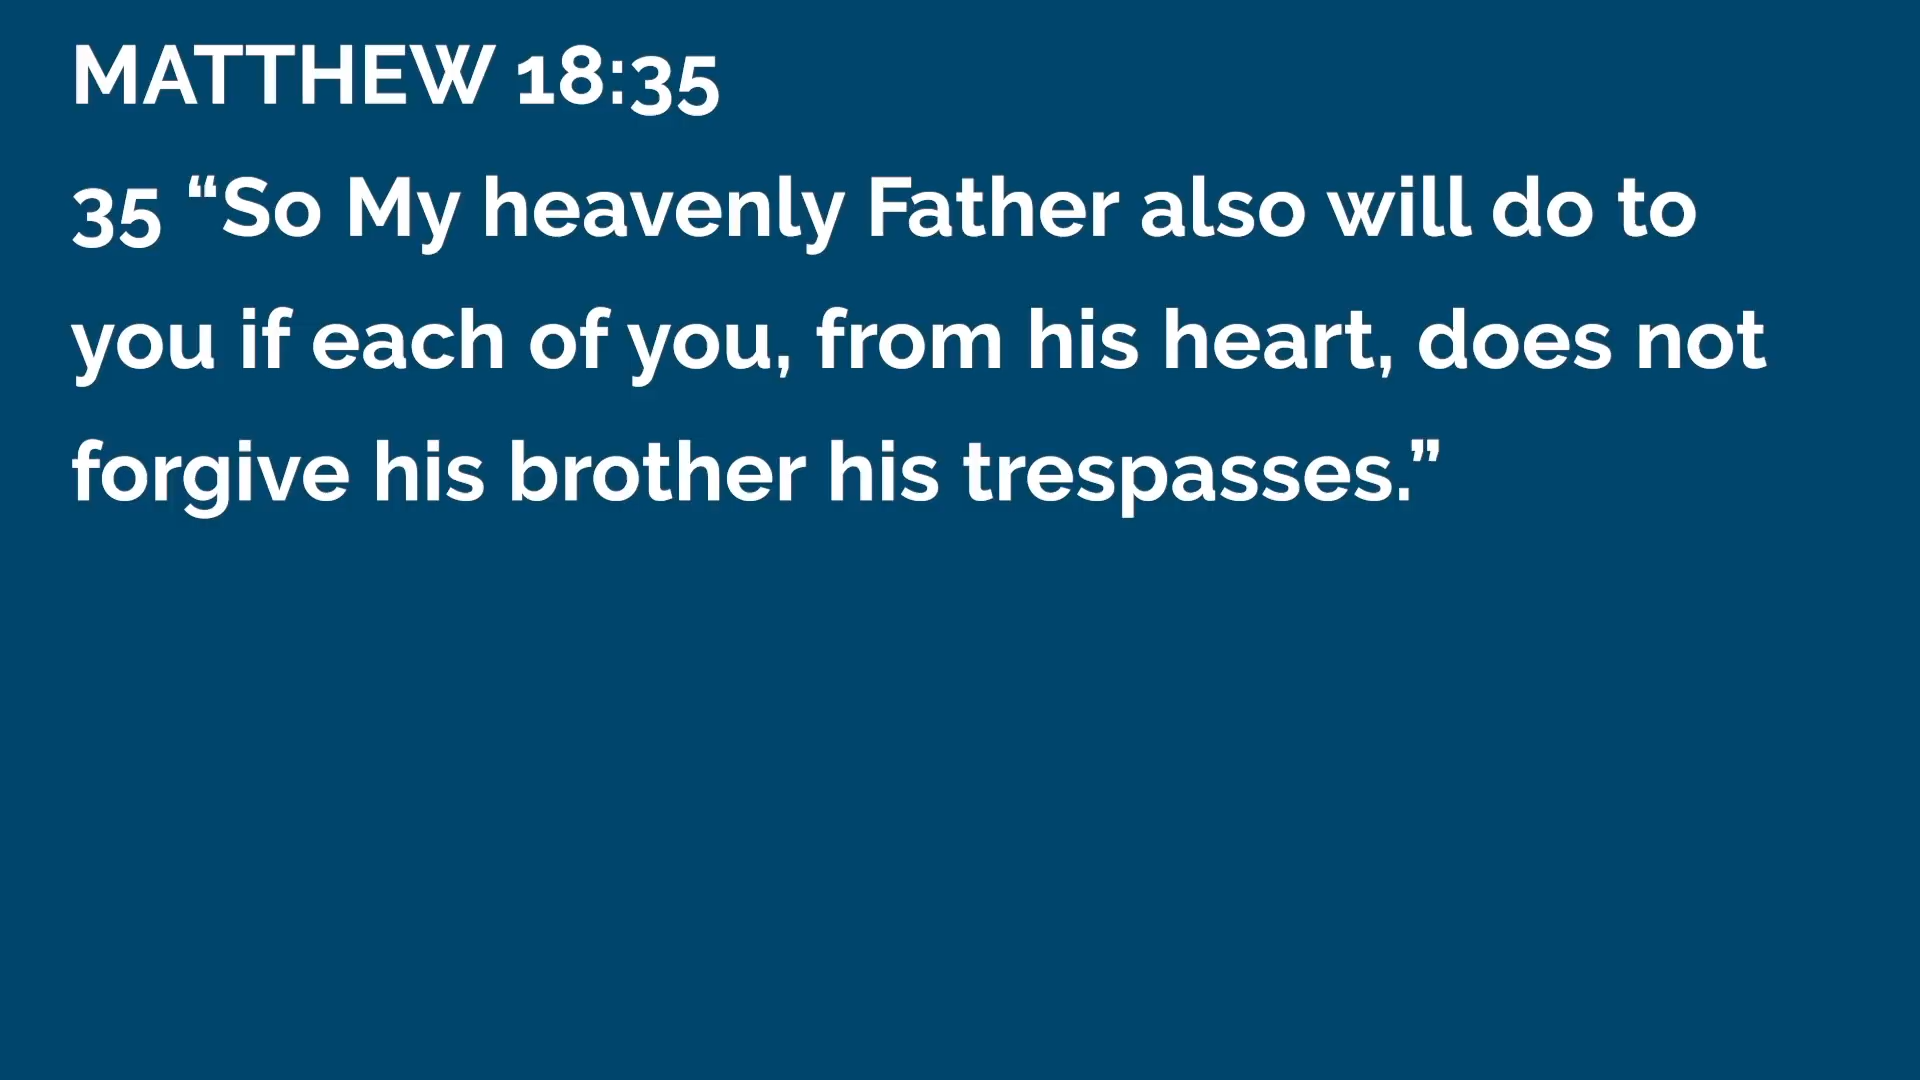 MATTHEW 18:35
35 “So My heavenly Father also will do to
you if each of you, from his heart, does not
forgive his brother his trespasses.”